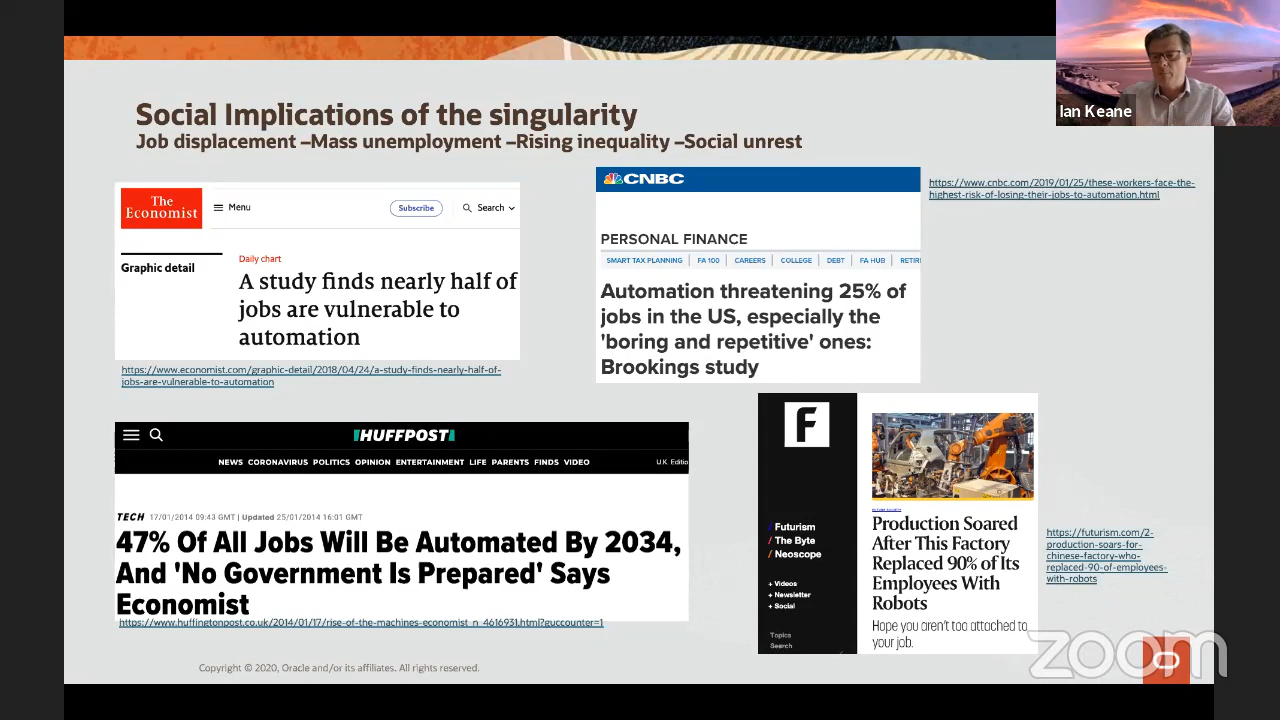 Ian Keane
Social Implications of the singularity
Job displacement –Mass unemployment –Rising inequality –Social unrest
The
Economist
Menu
Subscribe
Search
Graphic detail
Daily chart
A study finds nearly half of
jobs are vulnerable to
automation
https://www.economist.com/graphic-detail/2018/04/24/a-study-finds-nearly-half-of-
jobs-are-vulnerable-to-automation
CNBC
PERSONAL FINANCE
SMART TAX PLANNING | FA 100 | CAREERS | COLLEGE | DEBT | FA HUB | RETIR
Automation threatening 25% of
jobs in the US, especially the
'boring and repetitive' ones:
Brookings study
https://www.cnbc.com/2019/01/25/these-workers-face-the-
highest-risk-of-losing-their-jobs-to-automation.html
HUFFPOST
NEWS CORONAVIRUS POLITICS OPINION ENTERTAINMENT LIFE PARENTS FINDS VIDEO
U.K. Editio
TECH 17/01/2014 09:43 GMT | Updated 25/01/2014 16:01 GMT
47% Of All Jobs Will Be Automated By 2034,
And 'No Government Is Prepared' Says
Economist
https://www.huffingtonpost.co.uk/2014/01/17/rise-of-the-machines-economist_n_4616931.html?guccounter=1
F
/ Futurism
/ The Byte
/ Neoscope
+ Videos
+ Newsletter
+ Social
Topics
Search
Production Soared
After This Factory
Replaced 90% of Its
Employees With
Robots
Hope you aren't too attached to
your job.
https://futurism.com/2-
production-soars-for-
chinese-factory-who-
replaced-90-of-employees-
with-robots
Copyright © 2020, Oracle and/or its affiliates. All rights reserved.
zoom